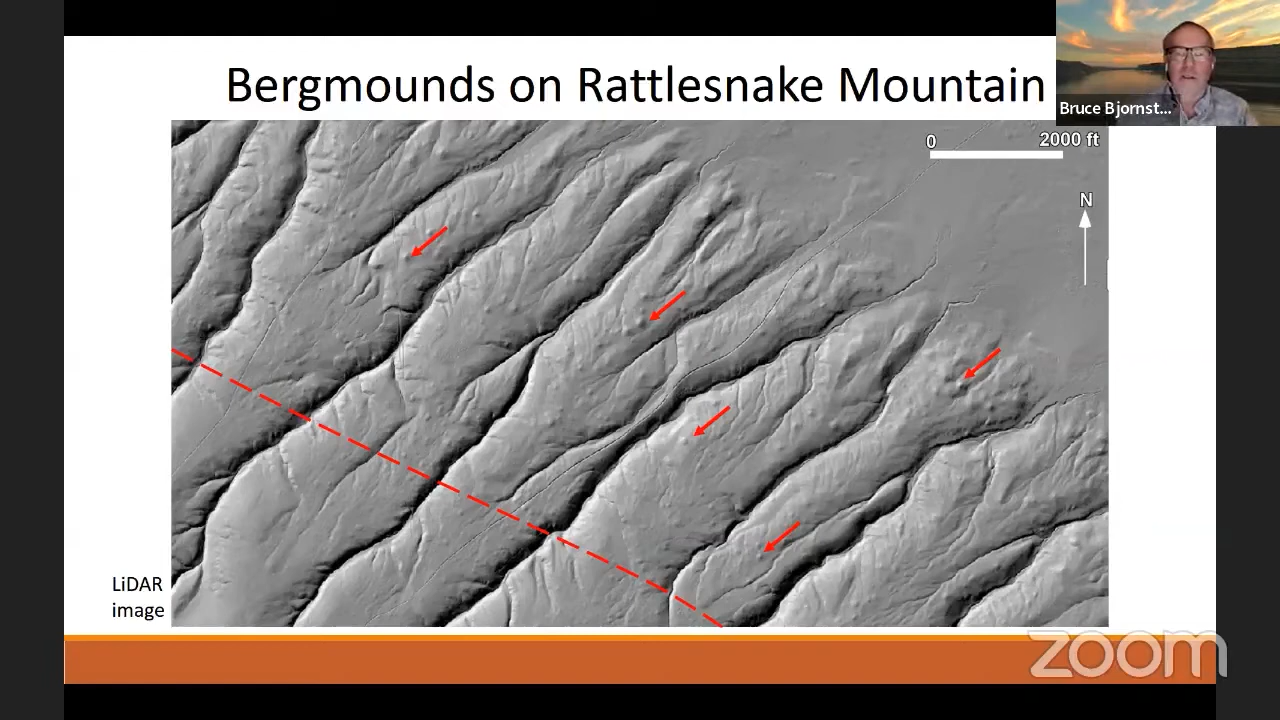 Bergmounds on Rattlesnake Mountain
Bruce Bjornst...
0 2000 ft
N
LiDAR
image
zoom